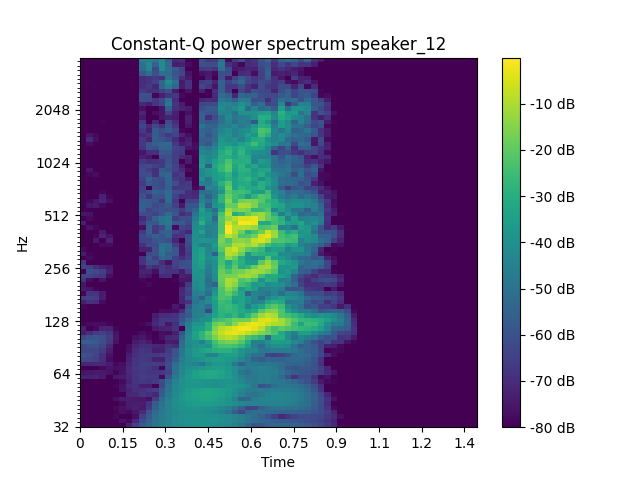 Constant-Q power spectrum speaker_12
Hz
2048
1024
512
256
128
64
32
0 0.15 0.3 0.45 0.6 0.75 0.9 1.1 1.2 1.4
Time
-10 dB
-20 dB
-30 dB
-40 dB
-50 dB
-60 dB
-70 dB
-80 dB